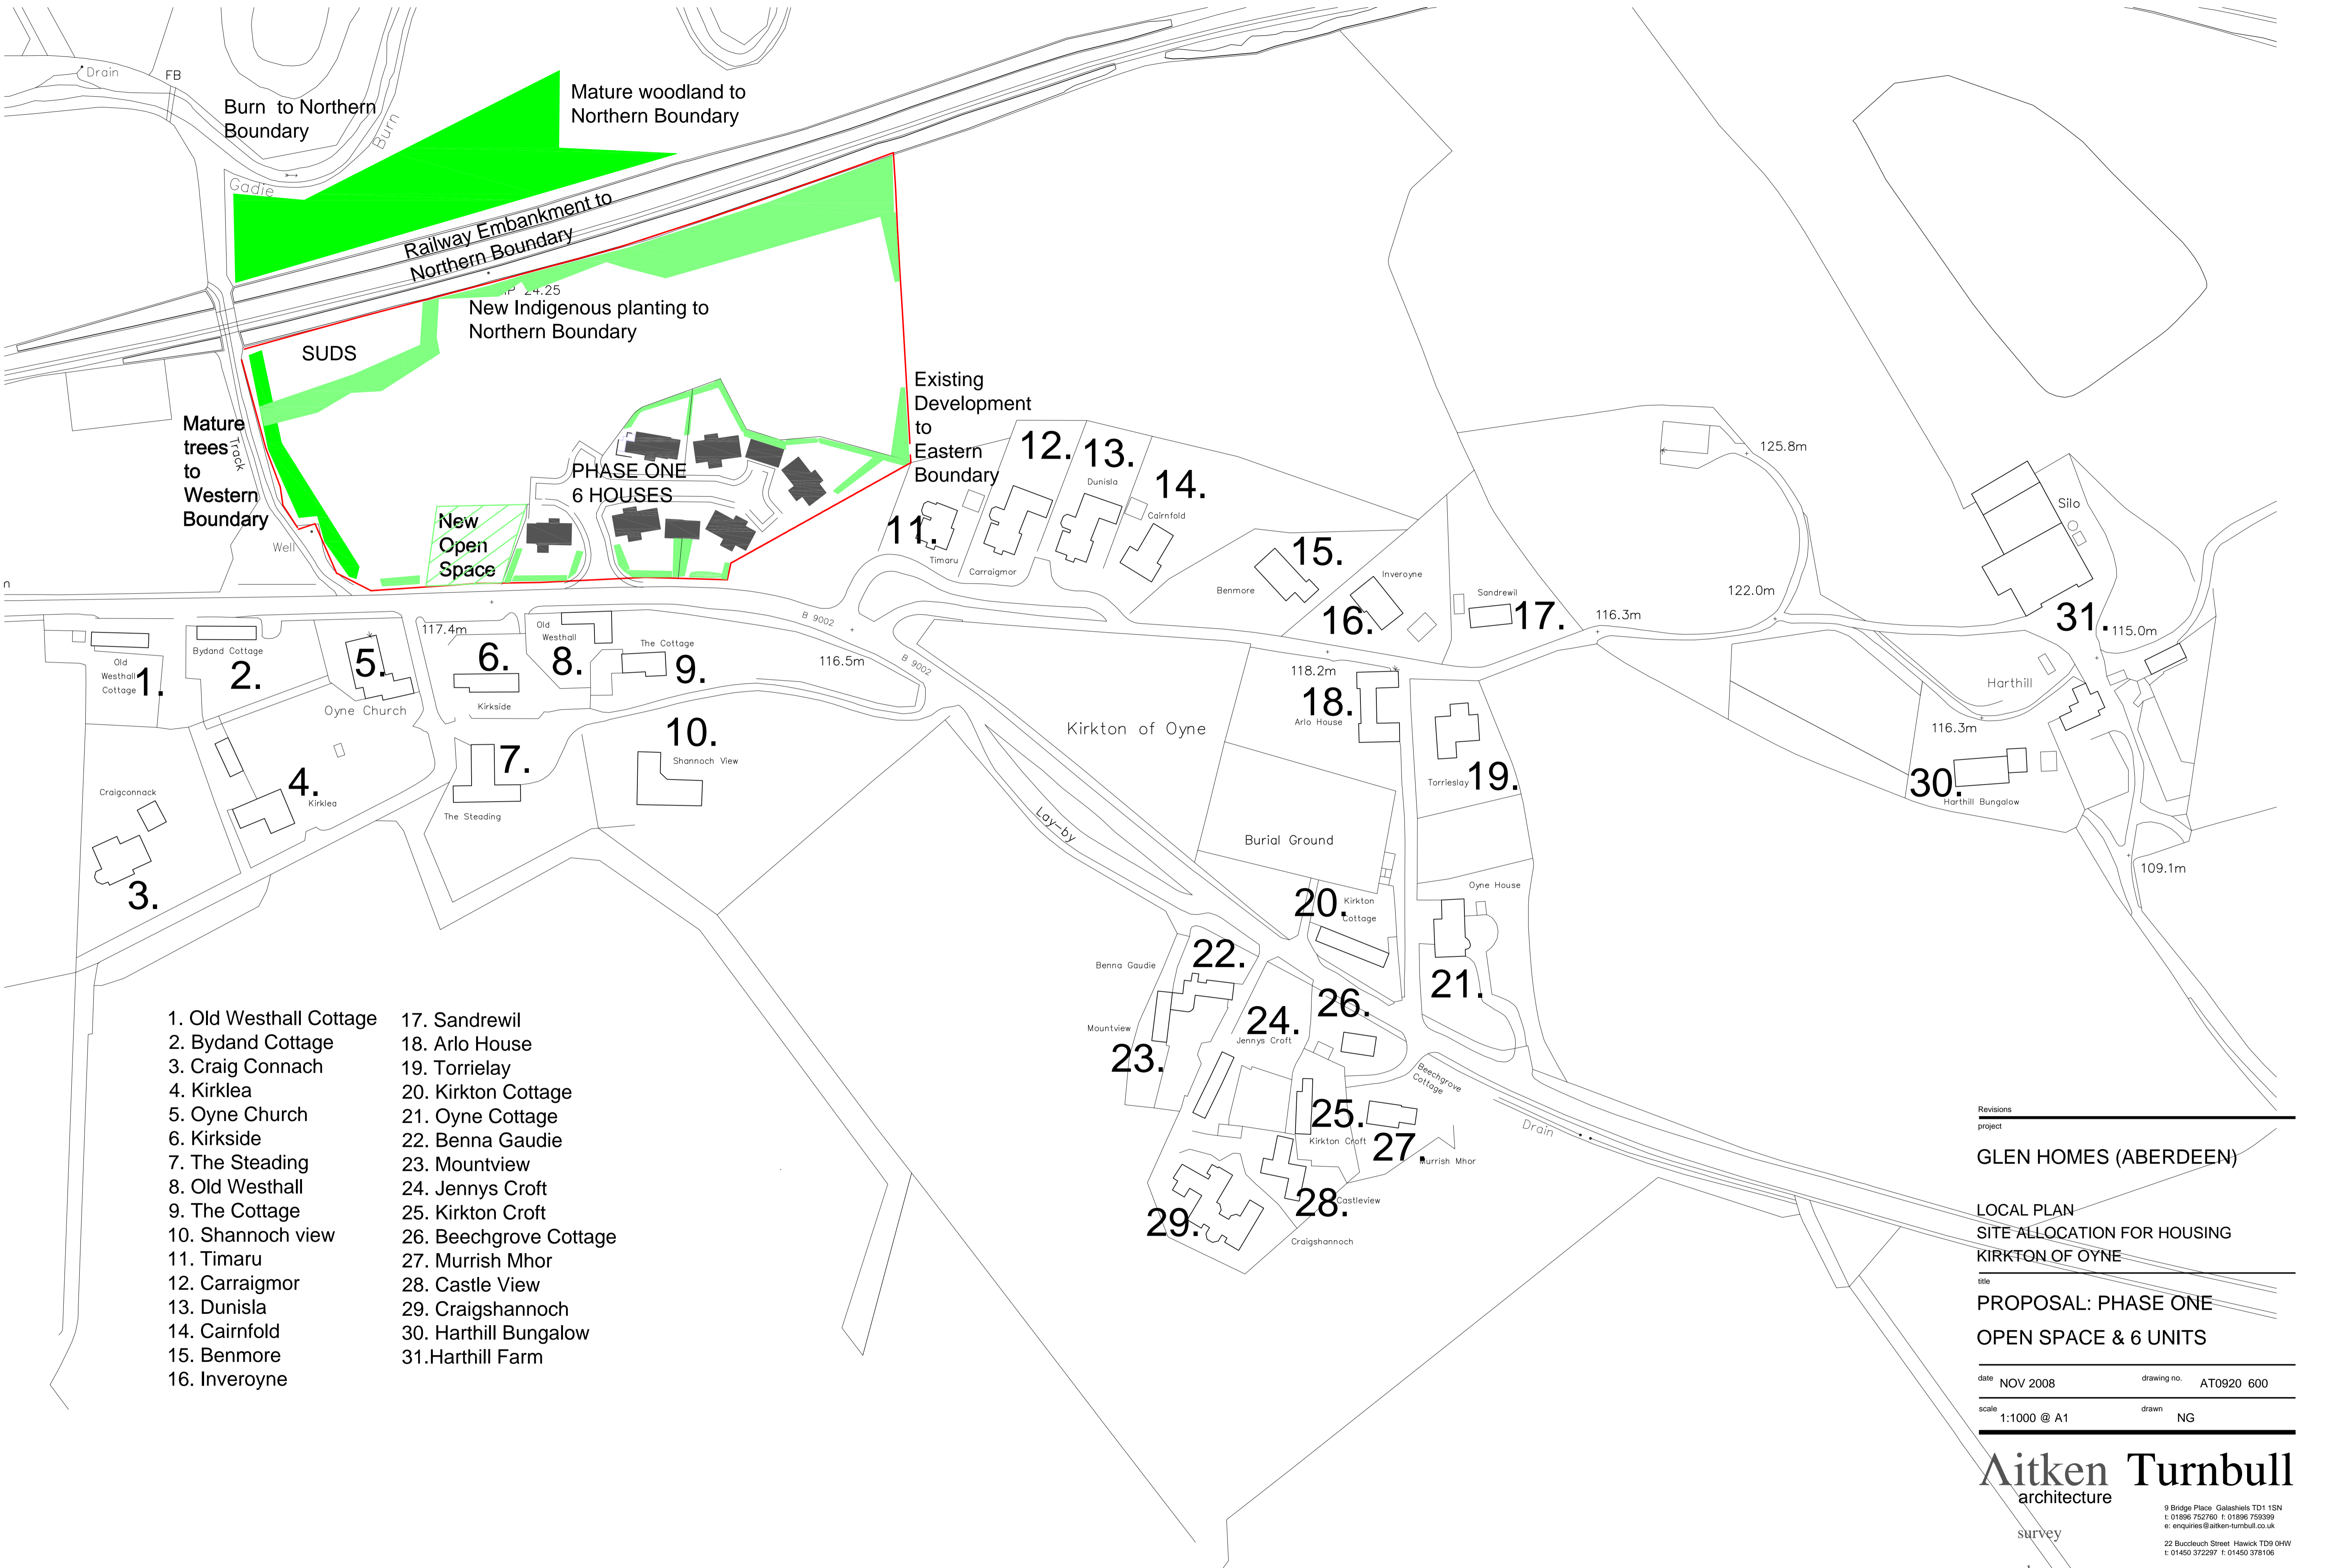 Drain
FB
Burn to Northern
Boundary
Burn
Gadie
Mature woodland to
Northern Boundary
Railway Embankment to
Northern Boundary
24.25
New Indigenous planting to
Northern Boundary
SUDS
Mature
trees
to
Western
Boundary
Track
Well
PHASE ONE
6 HOUSES
New
Open
Space
Existing
Development
to
Eastern
Boundary
11.
Timaru
12.
Carraigmor
13.
Dunisla
14.
Cairnfold
15.
Benmore
16.
Inveroyne
17.
Sandrewil
116.3m
125.8m
122.0m
Silo
31.
115.0m
Harthill
116.3m
30.
Harthill Bungalow
109.1m
B 9002
B 9002
116.5m
117.4m
118.2m
Old
Westhall
Cottage
1.
Bydand Cottage
2.
5.
Oyne Church
6.
Kirkside
Old
Westhall
8.
The Cottage
9.
10.
Shannoch View
7.
The Steading
4.
Kirklea
Craigconnack
3.
Kirkton of Oyne
18.
Arlo House
Torrieslay
19.
Lay-by
Burial Ground
20.
Kirkton
Cottage
Oyne House
21.
Benna Gaudie
22.
Mountview
23.
24.
Jennys Croft
26.
Beechgrove
Cottage
25.
Kirkton Croft
27.
Murrish Mhor
28.
Castleview
29.
Craigshannoch
Drain
1. Old Westhall Cottage
2. Bydand Cottage
3. Craig Connach
4. Kirklea
5. Oyne Church
6. Kirkside
7. The Steading
8. Old Westhall
9. The Cottage
10. Shannoch view
11. Timaru
12. Carraigmor
13. Dunisla
14. Cairnfold
15. Benmore
16. Inveroyne
17. Sandrewil
18. Arlo House
19. Torrielay
20. Kirkton Cottage
21. Oyne Cottage
22. Benna Gaudie
23. Mountview
24. Jennys Croft
25. Kirkton Croft
26. Beechgrove Cottage
27. Murrish Mhor
28. Castle View
29. Craigshannoch
30. Harthill Bungalow
31.Harthill Farm
Revisions
project
GLEN HOMES (ABERDEEN)
LOCAL PLAN
SITE ALLOCATION FOR HOUSING
KIRKTON OF OYNE
title
PROPOSAL: PHASE ONE
OPEN SPACE & 6 UNITS
date NOV 2008 drawing no. AT0920 600
scale 1:1000 @ A1 drawn NG
Aitken Turnbull
architecture
9 Bridge Place Galashiels TD1 1SN
t: 01896 752760 f: 01896 759399
e: enquiries@aitken-turnbull.co.uk
survey
22 Buccleuch Street Hawick TD9 0HW
t: 01450 372297 f: 01450 378106